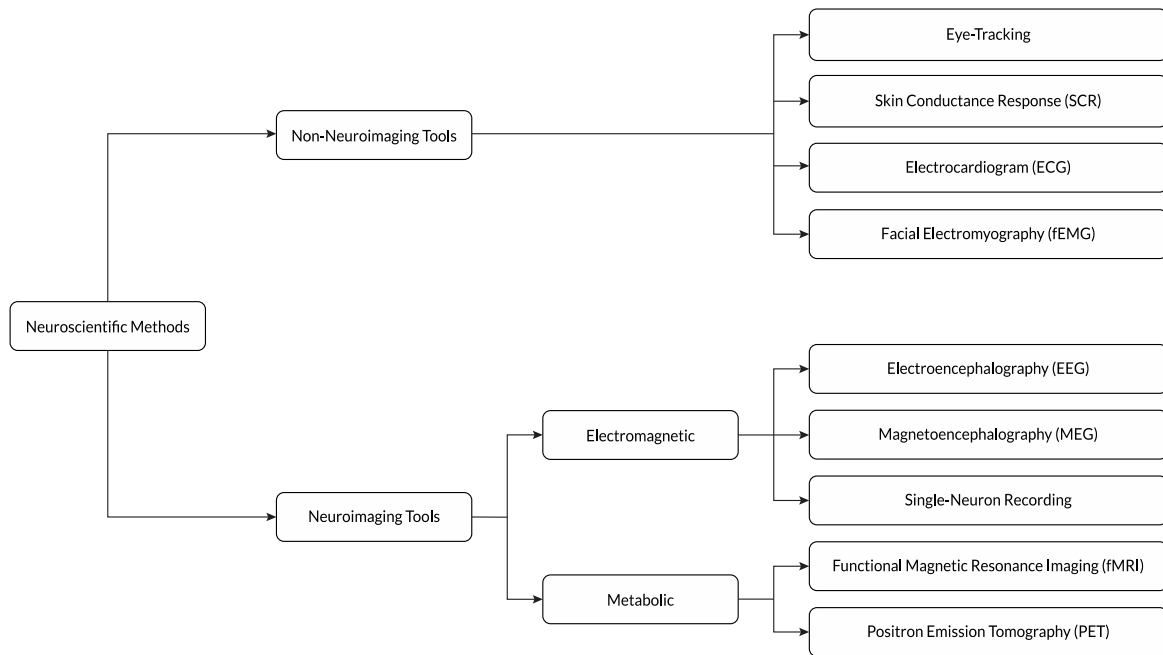 Eye-Tracking
Skin Conductance Response (SCR)
Non-Neuroimaging Tools
Electrocardiogram (ECG)
Facial Electromyography (fEMG)
Neuroscientific Methods
Electroencephalography (EEG)
Electromagnetic
Magnetoencephalography (MEG)
Single-Neuron Recording
Neuroimaging Tools
Functional Magnetic Resonance Imaging (fMRI)
Metabolic
Positron Emission Tomography (PET)